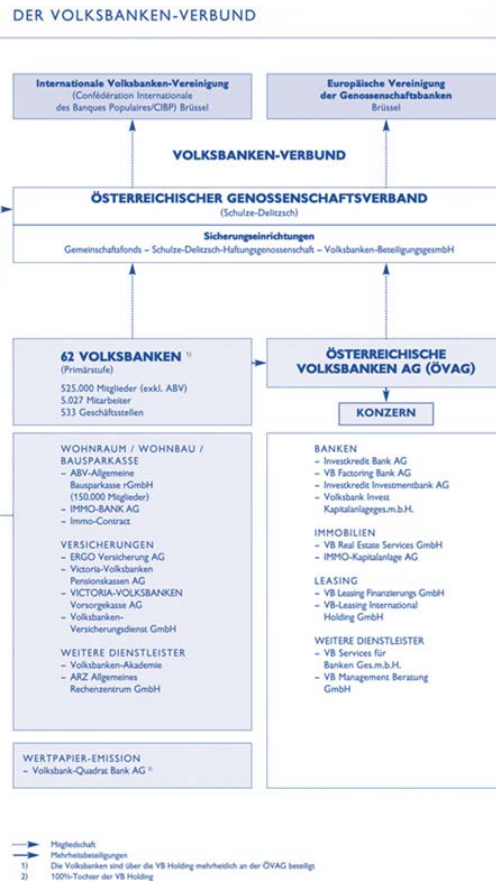 DER VOLKSBANKEN-VERBUND
Internationale Volksbanken-Vereinigung
(Confédération Internationale
des Banques Populaires/CIBP) Brüssel
Europäische Vereinigung
der Genossenschaftsbanken
Brüssel
VOLKSBANKEN-VERBUND
ÖSTERREICHISCHER GENOSSENSCHAFTSVERBAND
(Schulze-Delitzsch)
Sicherungseinrichtungen
Gemeinschaftsfonds – Schulze-Delitzsch-Haftungsgenossenschaft – Volksbanken-BeteiligungsgesmbH
62 VOLKSBANKEN 1)
(Primärstufe)
525.000 Mitglieder (exkl. ABV)
5.027 Mitarbeiter
533 Geschäftsstellen
ÖSTERREICHISCHE
VOLKSBANKEN AG (ÖVAG)
KONZERN
WOHNRAUM / WOHNBAU /
BAUSPARKASSE
– ABV-Allgemeine
Bausparkasse rGmbH
(150.000 Mitglieder)
– IMMO-BANK AG
– Immo-Contract
VERSICHERUNGEN
– ERGO Versicherung AG
– Victoria-Volksbanken
Pensionskassen AG
– VICTORIA-VOLKSBANKEN
Vorsorgekasse AG
– Volksbanken-
Versicherungsdienst GmbH
WEITERE DIENSTLEISTER
– Volksbanken-Akademie
– ARZ Allgemeines
Rechenzentrum GmbH
BANKEN
– Investkredit Bank AG
– VB Factoring Bank AG
– Investkredit Investmentbank AG
– Volksbank Invest
Kapitalanlageges.m.b.H.
IMMOBILIEN
– VB Real Estate Services GmbH
– IMMO-Kapitalanlage AG
LEASING
– VB Leasing Finanzierungs GmbH
– VB-Leasing International
Holding GmbH
WEITERE DIENSTLEISTER
– VB Services für
Banken Ges.m.b.H.
– VB Management Beratung
GmbH
WERTPAPIER-EMISSION
– Volksbank-Quadrat Bank AG 2)
Mitgliedschaft
Mehrheitsbeteiligungen
1) Die Volksbanken sind über die VB Holding mehrheitlich an der ÖVAG beteiligt
2) 100%-Tochter der VB Holding